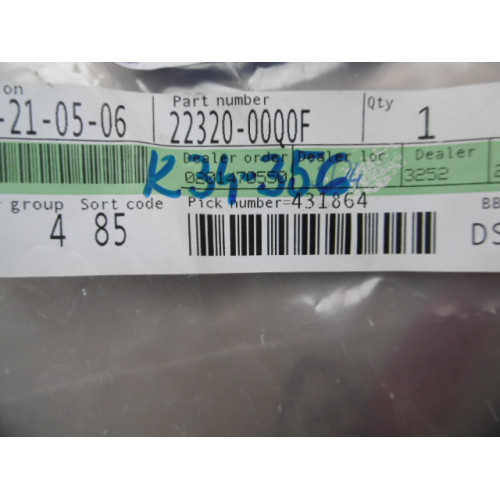 on Part number Qty
-21-05-06 22320-00Q0F 1
Dealer order Dealer loc Dealer
3252
group Sort code Pick number=431864 BB
4 85 DS